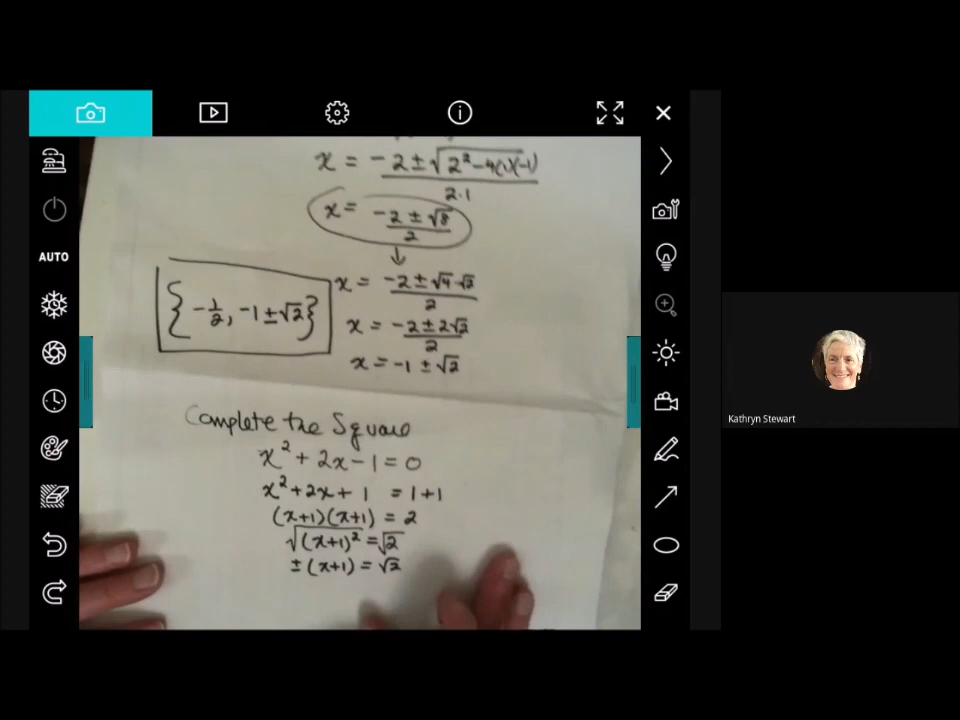 x = -2 ± √2² - 4(1)(-1) / 2·1
x = -2 ± √8 / 2
x = -2 ± √4·√2 / 2
{ -1/2, -1 ± √2 }
x = -2 ± 2√2 / 2
x = -1 ± √2
Complete the Square
x² + 2x - 1 = 0
x² + 2x + 1 = 1 + 1
(x+1)(x+1) = 2
√(x+1)² = √2
± (x+1) = √2
AUTO
Kathryn Stewart